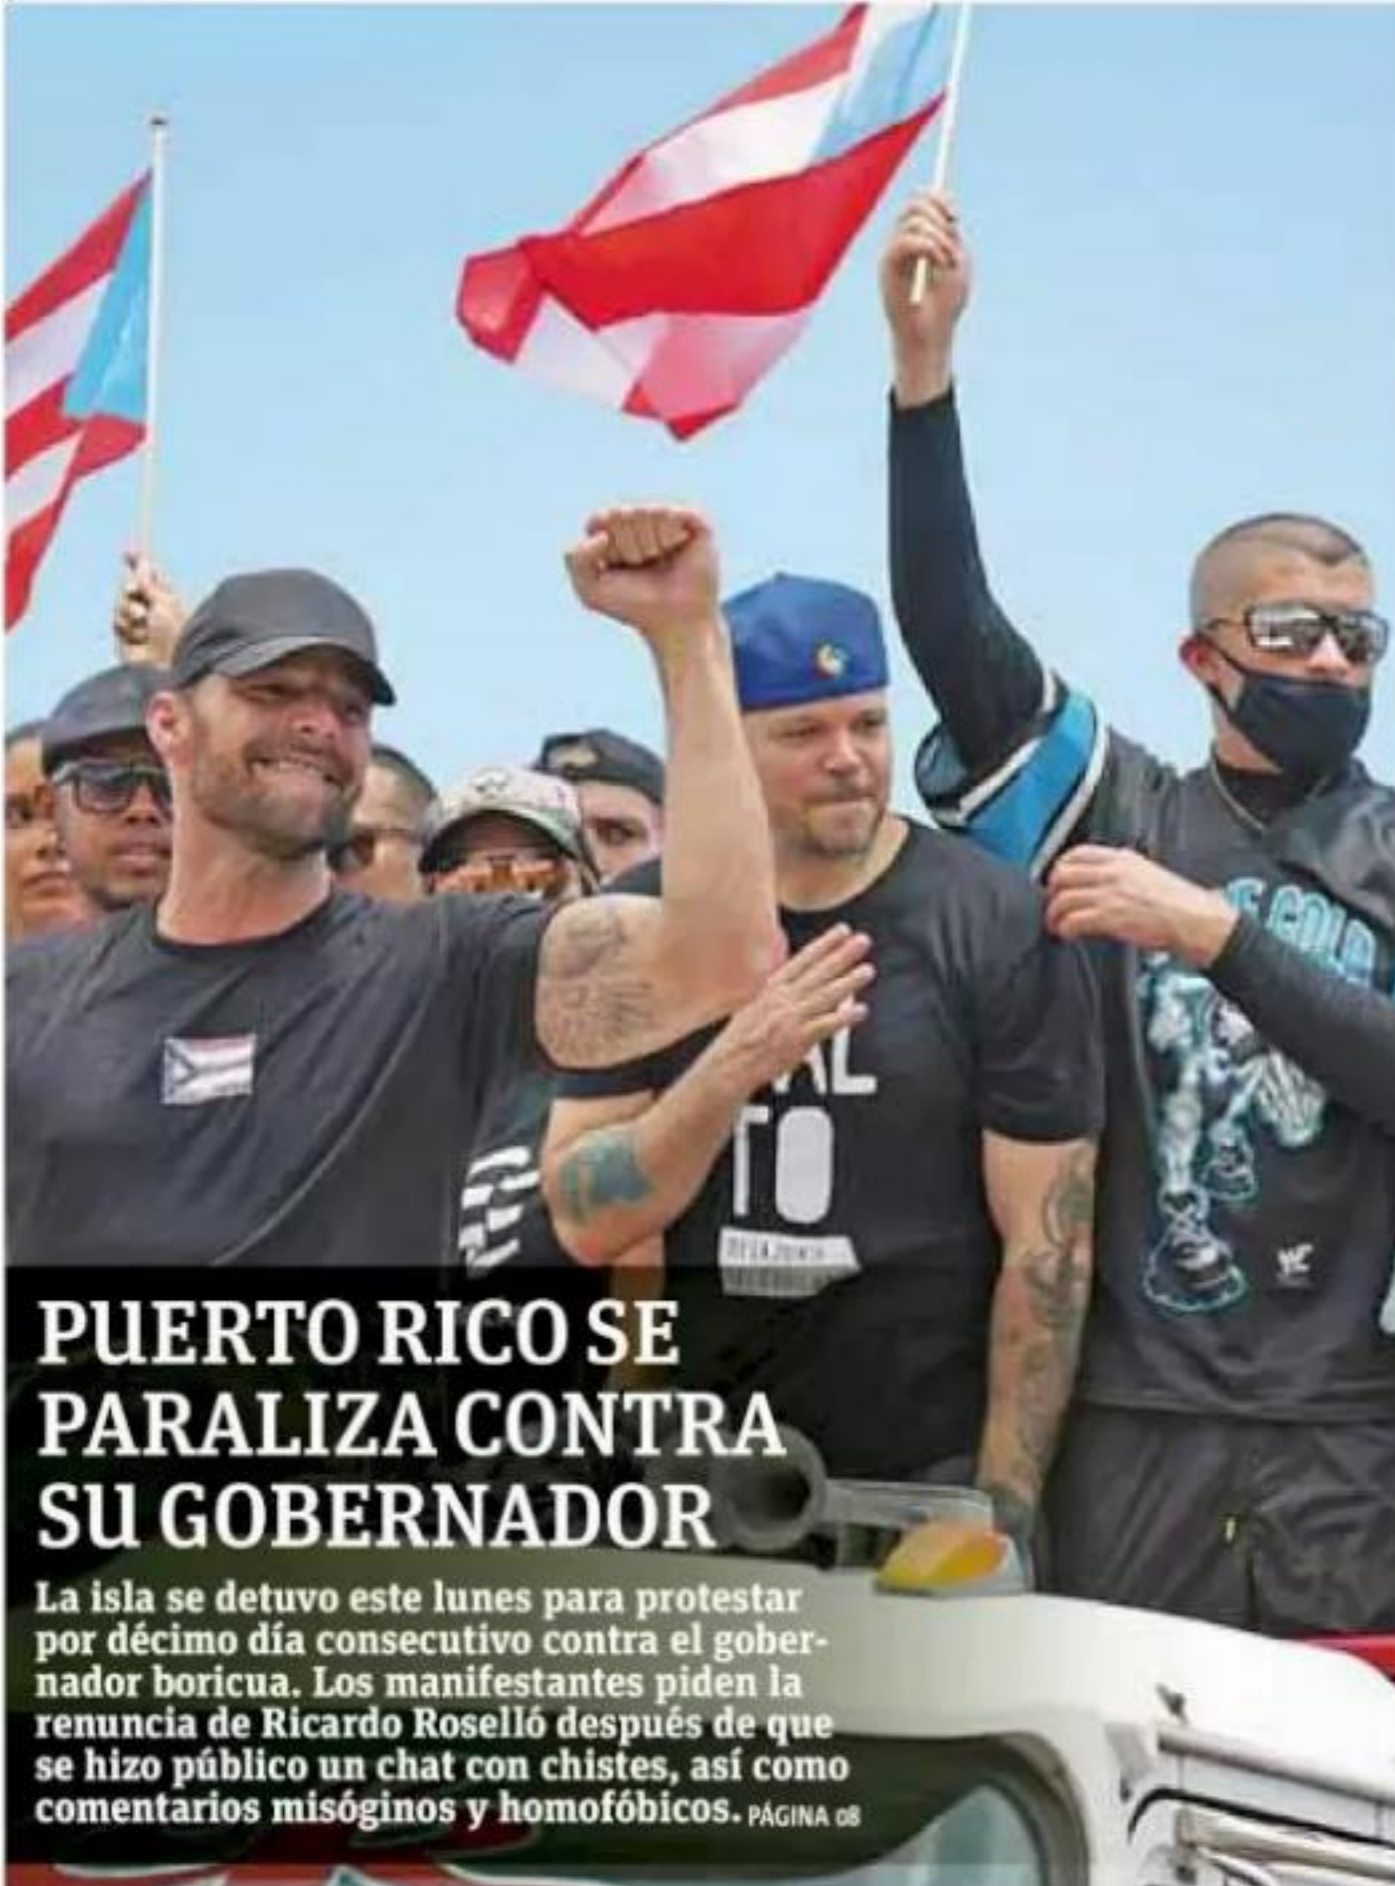 PUERTO RICO SE
PARALIZA CONTRA
SU GOBERNADOR
La isla se detuvo este lunes para protestar
por décimo día consecutivo contra el gober-
nador boricua. Los manifestantes piden la
renuncia de Ricardo Roselló después de que
se hizo público un chat con chistes, así como
comentarios misóginos y homofóbicos. PÁGINA 08
TO